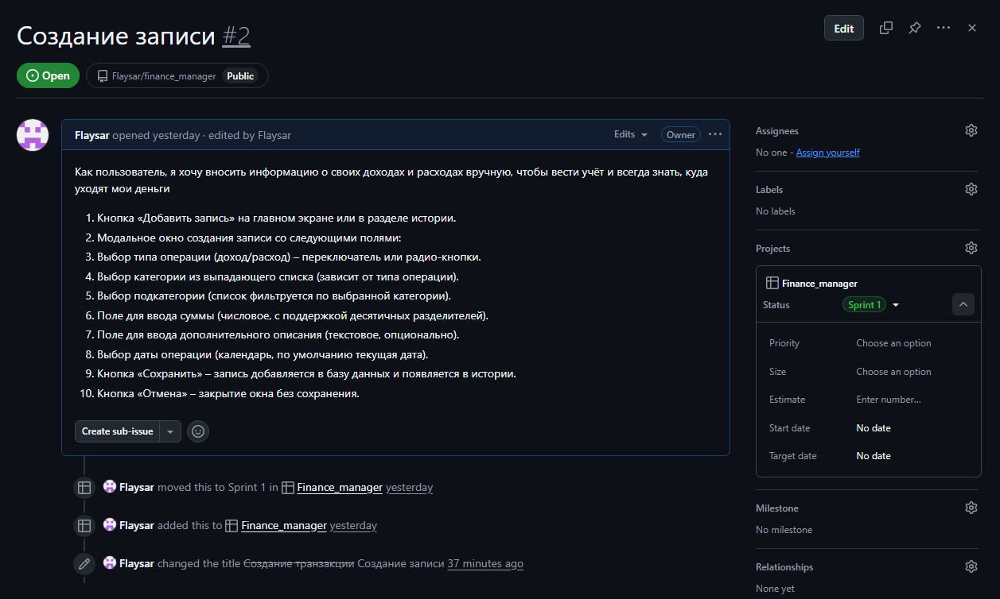 Создание записи #2
Edit
Open
Flaysar/finance_manager Public
Flaysar opened yesterday · edited by Flaysar
Edits
Owner
Как пользователь, я хочу вносить информацию о своих доходах и расходах вручную, чтобы вести учёт и всегда знать, куда
уходят мои деньги
1. Кнопка «Добавить запись» на главном экране или в разделе истории.
2. Модальное окно создания записи со следующими полями:
3. Выбор типа операции (доход/расход) – переключатель или радио-кнопки.
4. Выбор категории из выпадающего списка (зависит от типа операции).
5. Выбор подкатегории (список фильтруется по выбранной категории).
6. Поле для ввода суммы (числовое, с поддержкой десятичных разделителей).
7. Поле для ввода дополнительного описания (текстовое, опционально).
8. Выбор даты операции (календарь, по умолчанию текущая дата).
9. Кнопка «Сохранить» – запись добавляется в базу данных и появляется в истории.
10. Кнопка «Отмена» – закрытие окна без сохранения.
Create sub-issue
Flaysar moved this to Sprint 1 in Finance_manager yesterday
Flaysar added this to Finance_manager yesterday
Flaysar changed the title Создание транзакции Создание записи 37 minutes ago
Assignees
No one - Assign yourself
Labels
No labels
Projects
Finance_manager
Status Sprint 1
Priority Choose an option
Size Choose an option
Estimate Enter number...
Start date No date
Target date No date
Milestone
No milestone
Relationships
None yet